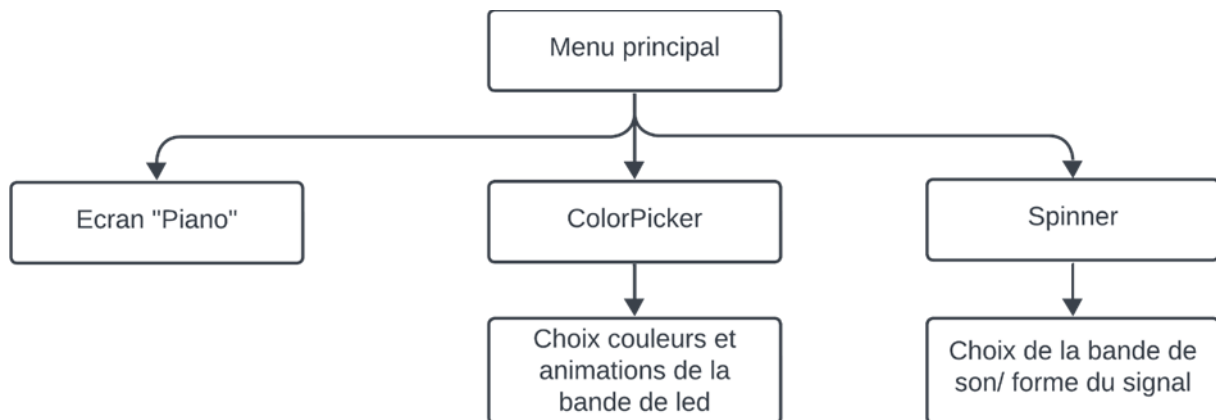 Menu principal
Ecran "Piano"
ColorPicker
Spinner
Choix couleurs et
animations de la
bande de led
Choix de la bande de
son/ forme du signal